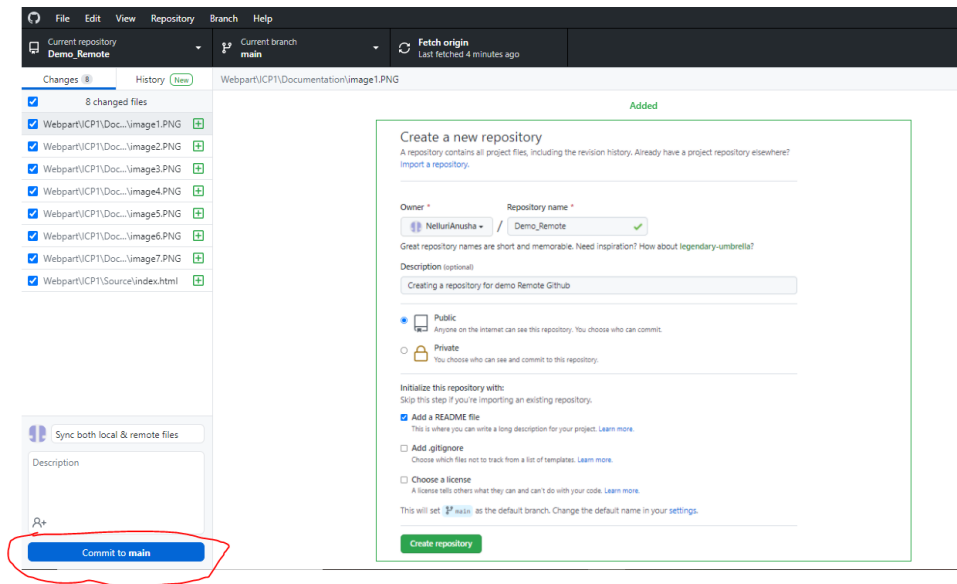 File Edit View Repository Branch Help
Current repository
Demo_Remote
Current branch
main
Fetch origin
Last fetched 4 minutes ago
Changes 8
History New
Webpart\ICP1\Documentation\image1.PNG
8 changed files
Webpart\ICP1\Doc...\image1.PNG
Webpart\ICP1\Doc...\image2.PNG
Webpart\ICP1\Doc...\image3.PNG
Webpart\ICP1\Doc...\image4.PNG
Webpart\ICP1\Doc...\image5.PNG
Webpart\ICP1\Doc...\image6.PNG
Webpart\ICP1\Doc...\image7.PNG
Webpart\ICP1\Source\index.html
Sync both local & remote files
Description
Commit to main
Added
Create a new repository
A repository contains all project files, including the revision history. Already have a project repository elsewhere?
Import a repository.
Owner * Repository name *
NelluriAnusha / Demo_Remote
Great repository names are short and memorable. Need inspiration? How about legendary-umbrella?
Description (optional)
Creating a repository for demo Remote Github
Public
Anyone on the internet can see this repository. You choose who can commit.
Private
You choose who can see and commit to this repository.
Initialize this repository with:
Skip this step if you're importing an existing repository.
Add a README file
This is where you can write a long description for your project. Learn more.
Add .gitignore
Choose which files not to track from a list of templates. Learn more.
Choose a license
A license tells others what they can and can't do with your code. Learn more.
This will set main as the default branch. Change the default name in your settings.
Create repository